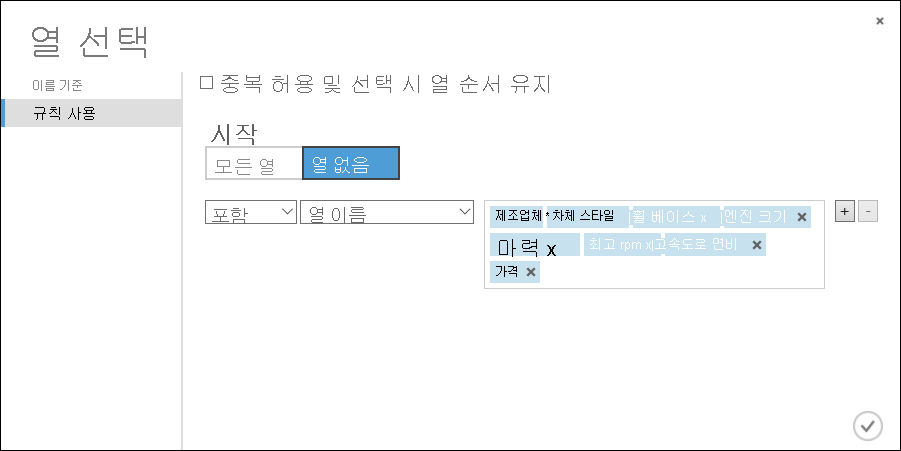 열 선택
이름 기준
규칙 사용
중복 허용 및 선택 시 열 순서 유지
시작
모든 열 열 없음
포함 열 이름 제조업체 * 차체 스타일 휠 베이스 x 엔진 크기 × + -
마력 x 최고 rpm x 고속도로 연비 ×
가격 ×